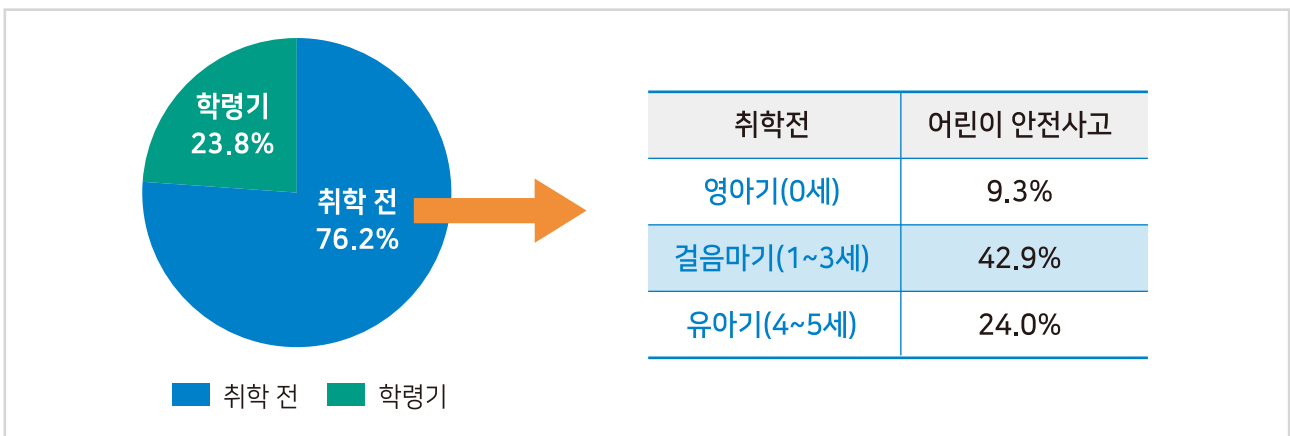 학령기
23.8%
취학 전
76.2%
취학 전
학령기
취학전 어린이 안전사고
영아기(0세) 9.3%
걸음마기(1~3세) 42.9%
유아기(4~5세) 24.0%